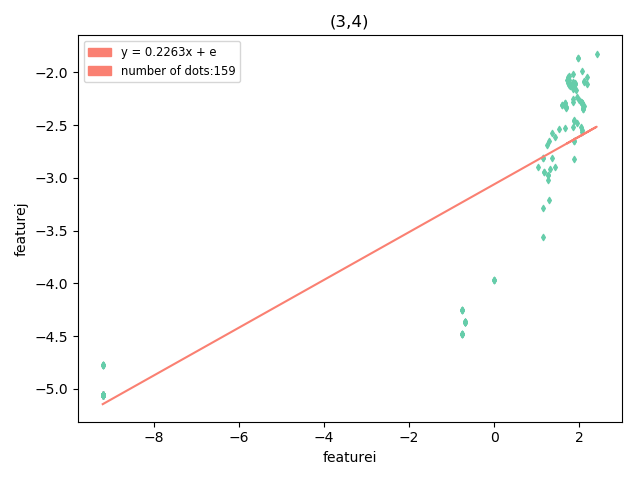 (3,4)
y = 0.2263x + e
number of dots:159
−2.0
−2.5
−3.0
−3.5
−4.0
−4.5
−5.0
featurej
−8 −6 −4 −2 0 2
featurei